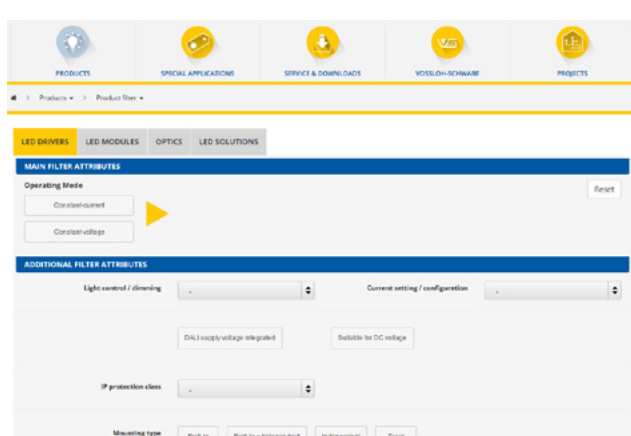 PRODUCTS
SPECIAL APPLICATIONS
SERVICE & DOWNLOADS
VOSSLOH-SCHWABE
PROJECTS
> Products > Product filter
LED DRIVERS LED MODULES OPTICS LED SOLUTIONS
MAIN FILTER ATTRIBUTES
Operating Mode
Reset
Constant-current
Constant-voltage
ADDITIONAL FILTER ATTRIBUTES
Light control / dimming
Current setting / configuration
DALI supply voltage integrated
Suitable for DC voltage
IP protection class
Mounting type